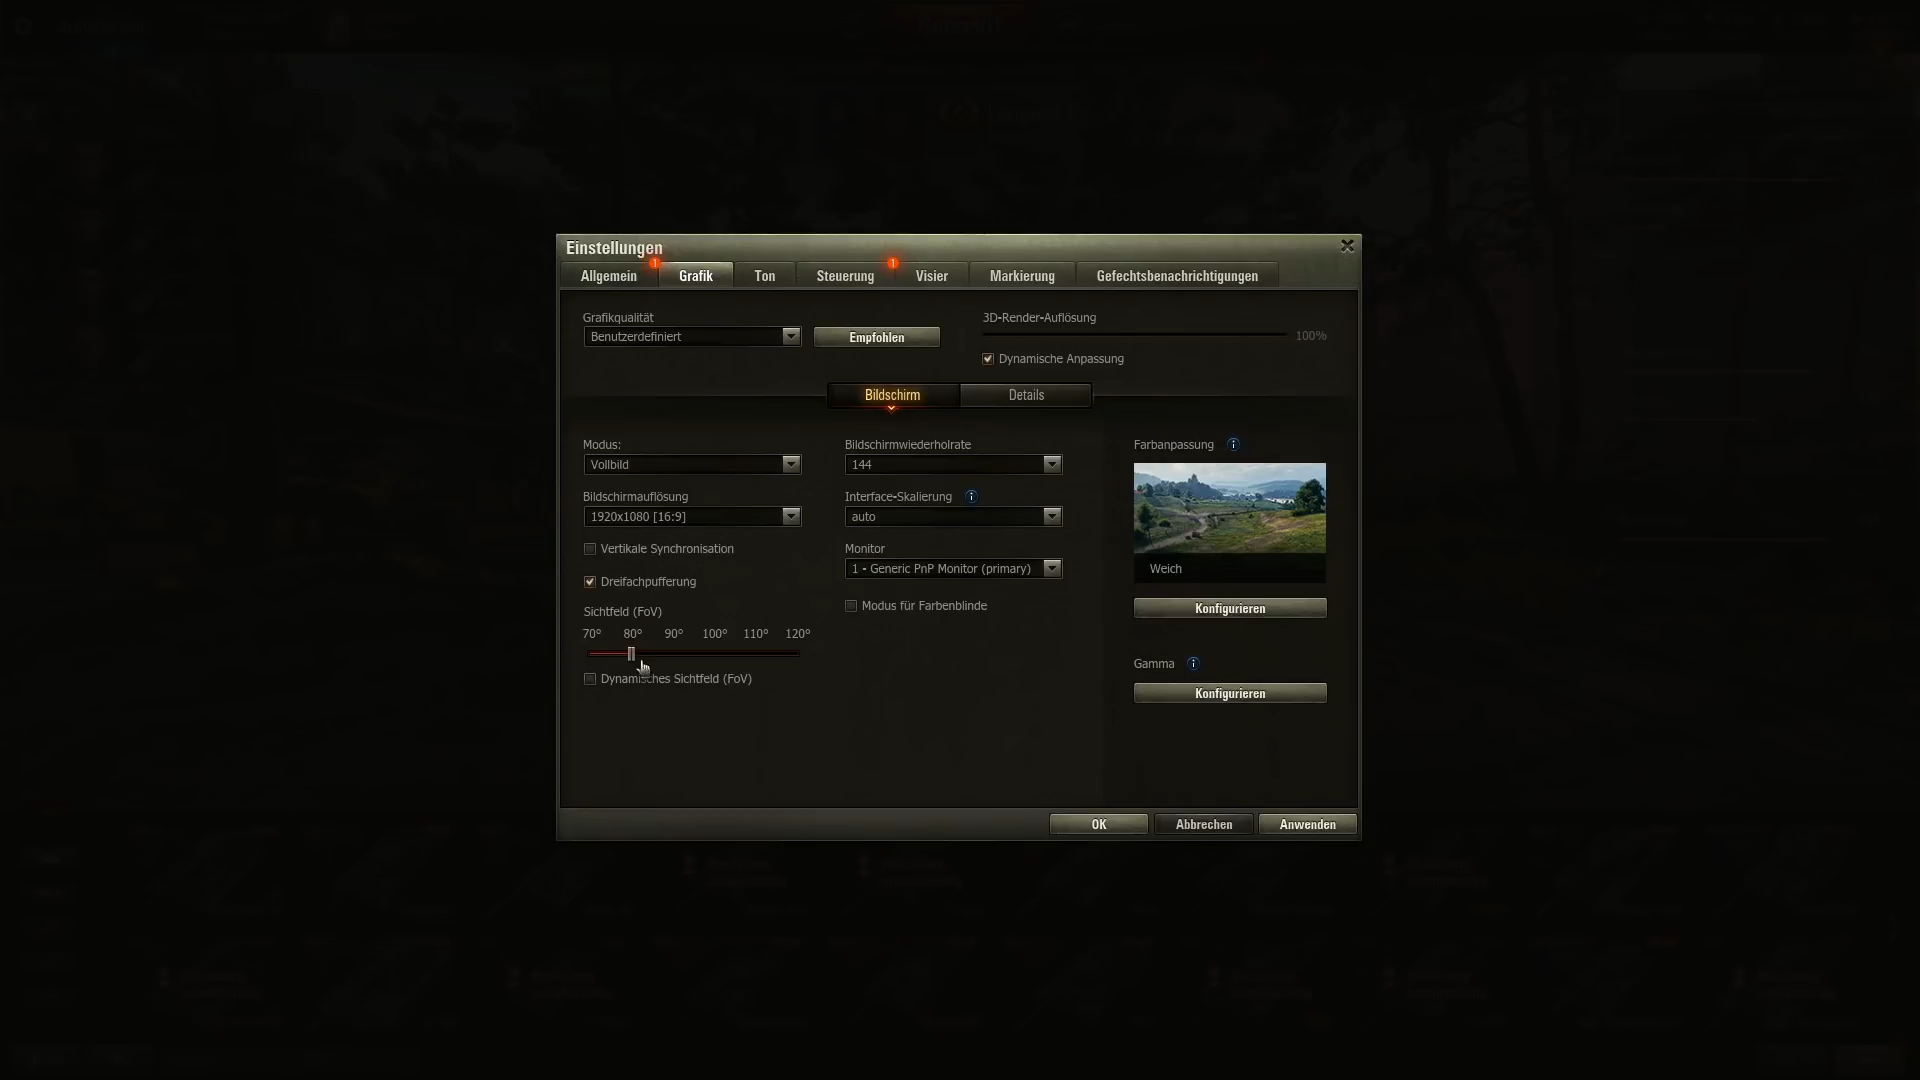 Einstellungen
Allgemein
1
Grafik
Ton
Steuerung
1
Visier
Markierung
Gefechtsbenachrichtigungen
Grafikqualität
Benutzerdefiniert
Empfohlen
3D-Render-Auflösung
100%
Dynamische Anpassung
Bildschirm
Details
Modus:
Vollbild
Bildschirmauflösung
1920x1080 [16:9]
Vertikale Synchronisation
Dreifachpufferung
Sichtfeld (FoV)
70° 80° 90° 100° 110° 120°
Dynamisches Sichtfeld (FoV)
Bildschirmwiederholrate
144
Interface-Skalierung
auto
Monitor
1 - Generic PnP Monitor (primary)
Modus für Farbenblinde
Farbanpassung
Weich
Konfigurieren
Gamma
Konfigurieren
OK
Abbrechen
Anwenden